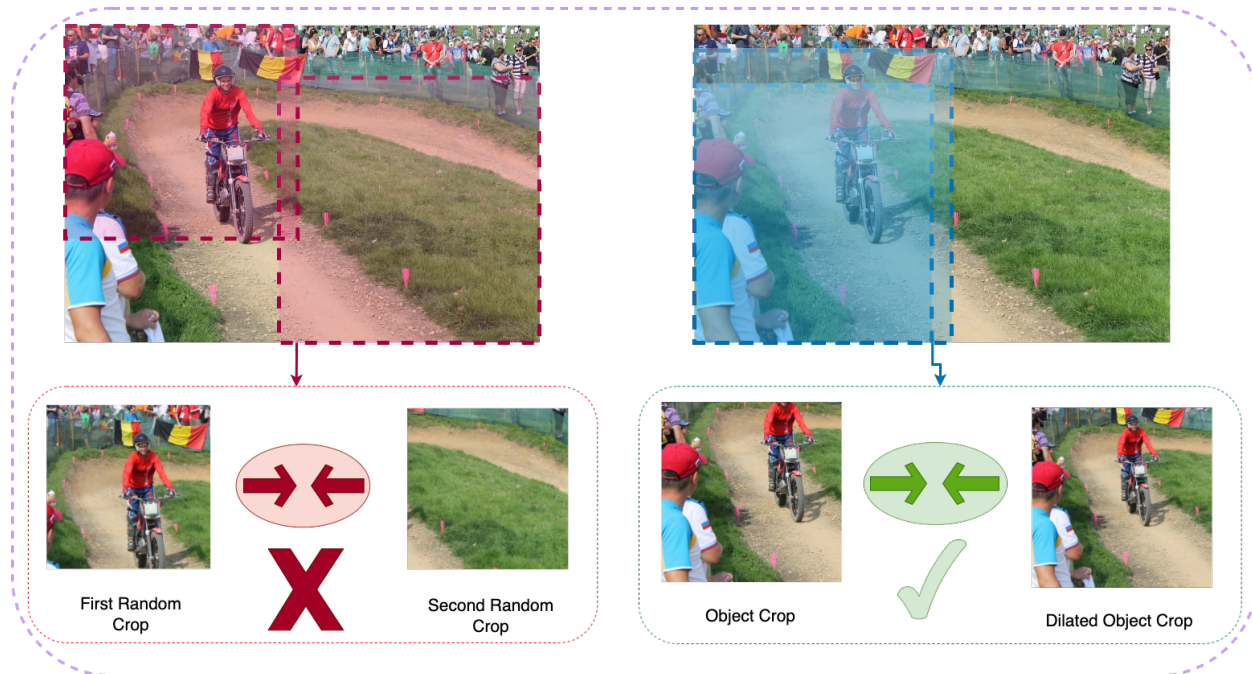 First Random
Crop
Second Random
Crop
Object Crop
Dilated Object Crop